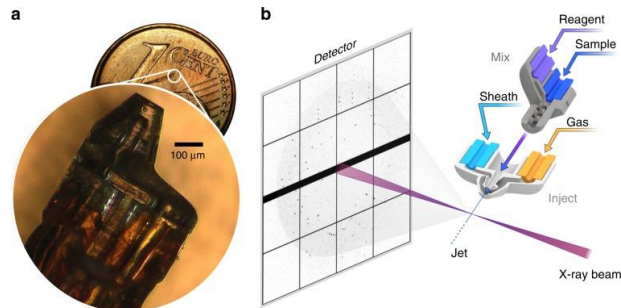 a
1
EURO
CENT
100 µm
b
Detector
Reagent
Mix
Sample
Sheath
Gas
Inject
Jet
X-ray beam